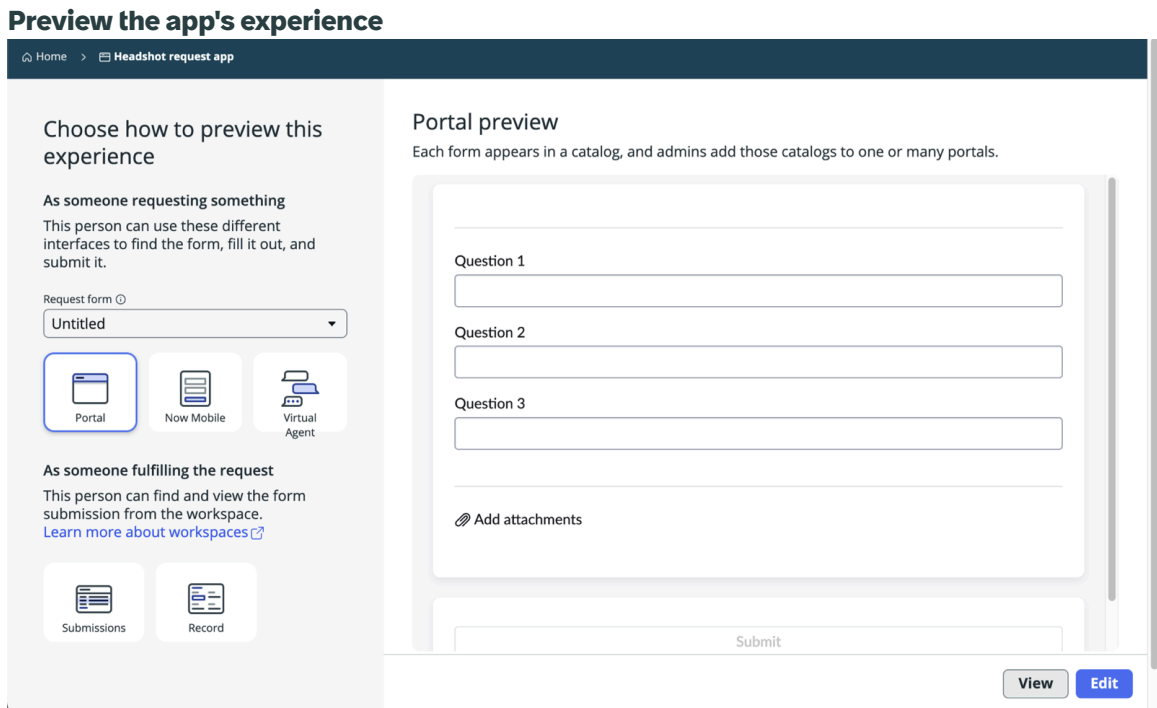 Preview the app's experience
Home > Headshot request app
Choose how to preview this
experience
As someone requesting something
This person can use these different
interfaces to find the form, fill it out, and
submit it.
Request form
Untitled
Portal
Now Mobile
Virtual
Agent
As someone fulfilling the request
This person can find and view the form
submission from the workspace.
Learn more about workspaces
Submissions
Record
Portal preview
Each form appears in a catalog, and admins add those catalogs to one or many portals.
Question 1
Question 2
Question 3
Add attachments
Submit
View
Edit